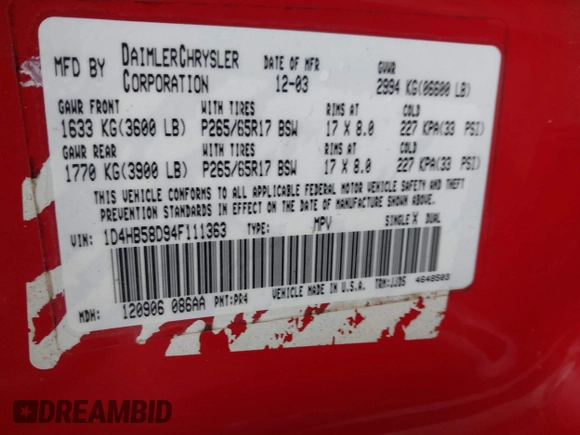 MFD BY DAIMLERCHRYSLER CORPORATION DATE OF MFR 12-03 GVWR 2994 KG(06600 LB)
GAWR FRONT WITH TIRES RIMS AT COLD
1633 KG(3600 LB) P265/65R17 BSW 17 X 8.0 227 KPA(33 PSI)
GAWR REAR WITH TIRES RIMS AT COLD
1770 KG(3900 LB) P265/65R17 BSW 17 X 8.0 227 KPA(33 PSI)
THIS VEHICLE CONFORMS TO ALL APPLICABLE FEDERAL MOTOR VEHICLE SAFETY AND THEFT
PREVENTION STANDARDS IN EFFECT ON THE DATE OF MANUFACTURE SHOWN ABOVE.
VIN: 1D4HB58D94F111363 TYPE: MPV SINGLE X DUAL
MDH: 120906 086AA PNT:PR4 VEHICLE MADE IN U.S.A. TRM:JJD5 4648503
DREAMBID